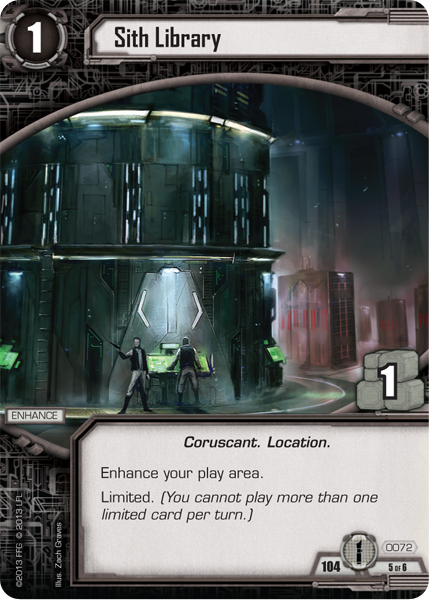 1
Sith Library
1
ENHANCE
Coruscant. Location.
Enhance your play area.
Limited. (You cannot play more than one
limited card per turn.)
©2013 FFG © 2013 LFL
Illus. Zach Graves
0072
104
5 of 6